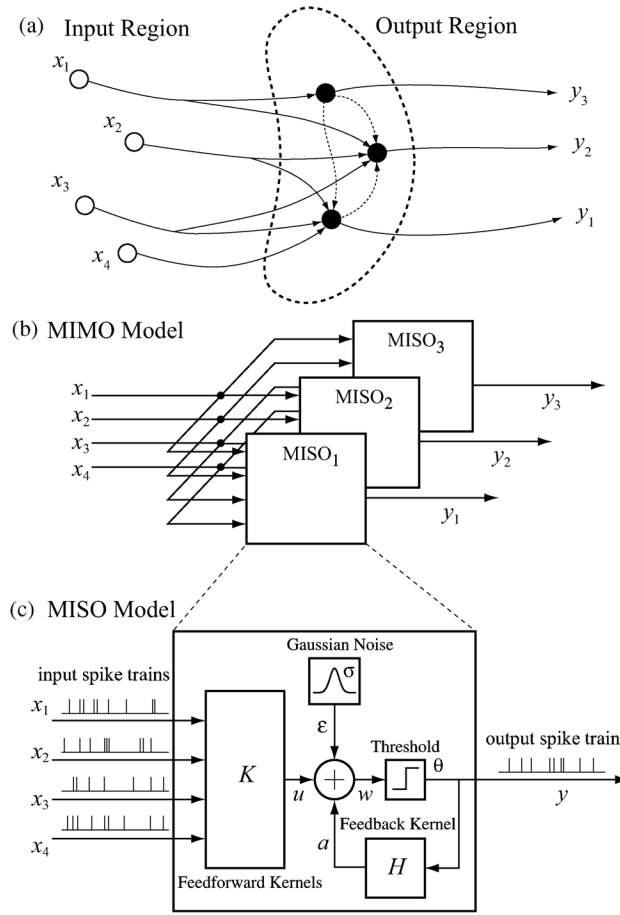 (a) Input Region Output Region
x1
y3
x2
y2
x3
y1
x4
(b) MIMO Model
MISO3
x1
MISO2
y3
x2
x3
MISO1
y2
x4
y1
(c) MISO Model
Gaussian Noise
input spike trains
σ
x1
ε
Threshold
output spike train
x2
θ
K
+
u
w
y
x3
Feedback Kernel
a
x4
H
Feedforward Kernels